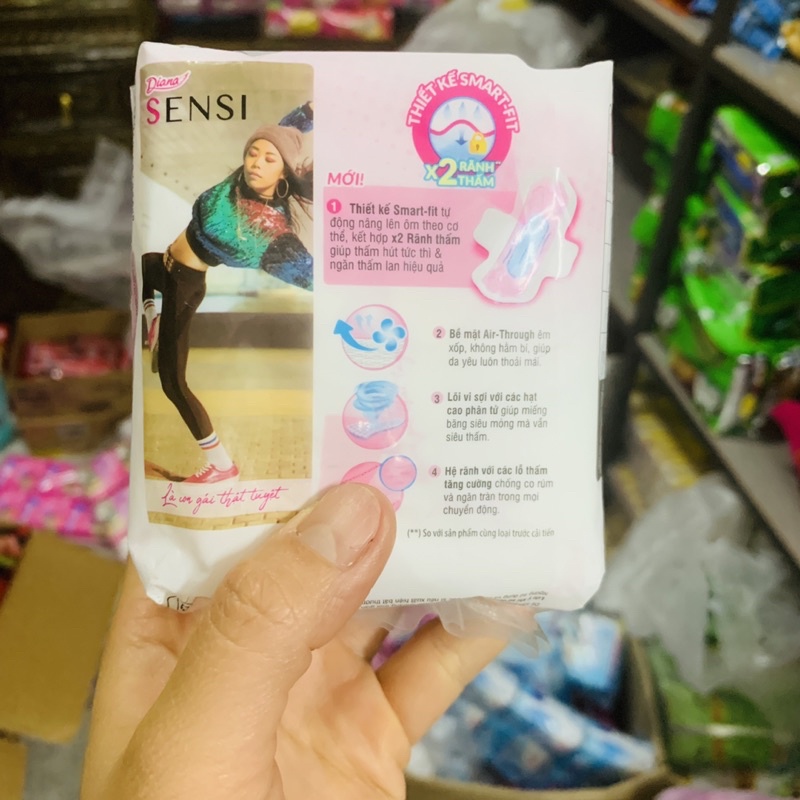 Diana
SENSI
THIẾT KẾ SMART-FIT
X2 RÃNH**
THẤM
MỚI!
1 Thiết kế Smart-fit tự
động nâng lên ôm theo cơ
thể, kết hợp x2 Rãnh thấm
giúp thấm hút tức thì &
ngăn thấm lan hiệu quả
2 Bề mặt Air-Through êm
xốp, không hầm bí, giúp
da yêu luôn thoải mái.
3 Lõi vi sợi với các hạt
cao phân tử giúp miếng
băng siêu mỏng mà vẫn
siêu thấm.
4 Hệ rãnh với các lỗ thấm
tăng cường chống co rúm
và ngăn tràn trong mọi
chuyển động.
(**) So với sản phẩm cùng loại trước cải tiến
Là con gái thật tuyệt